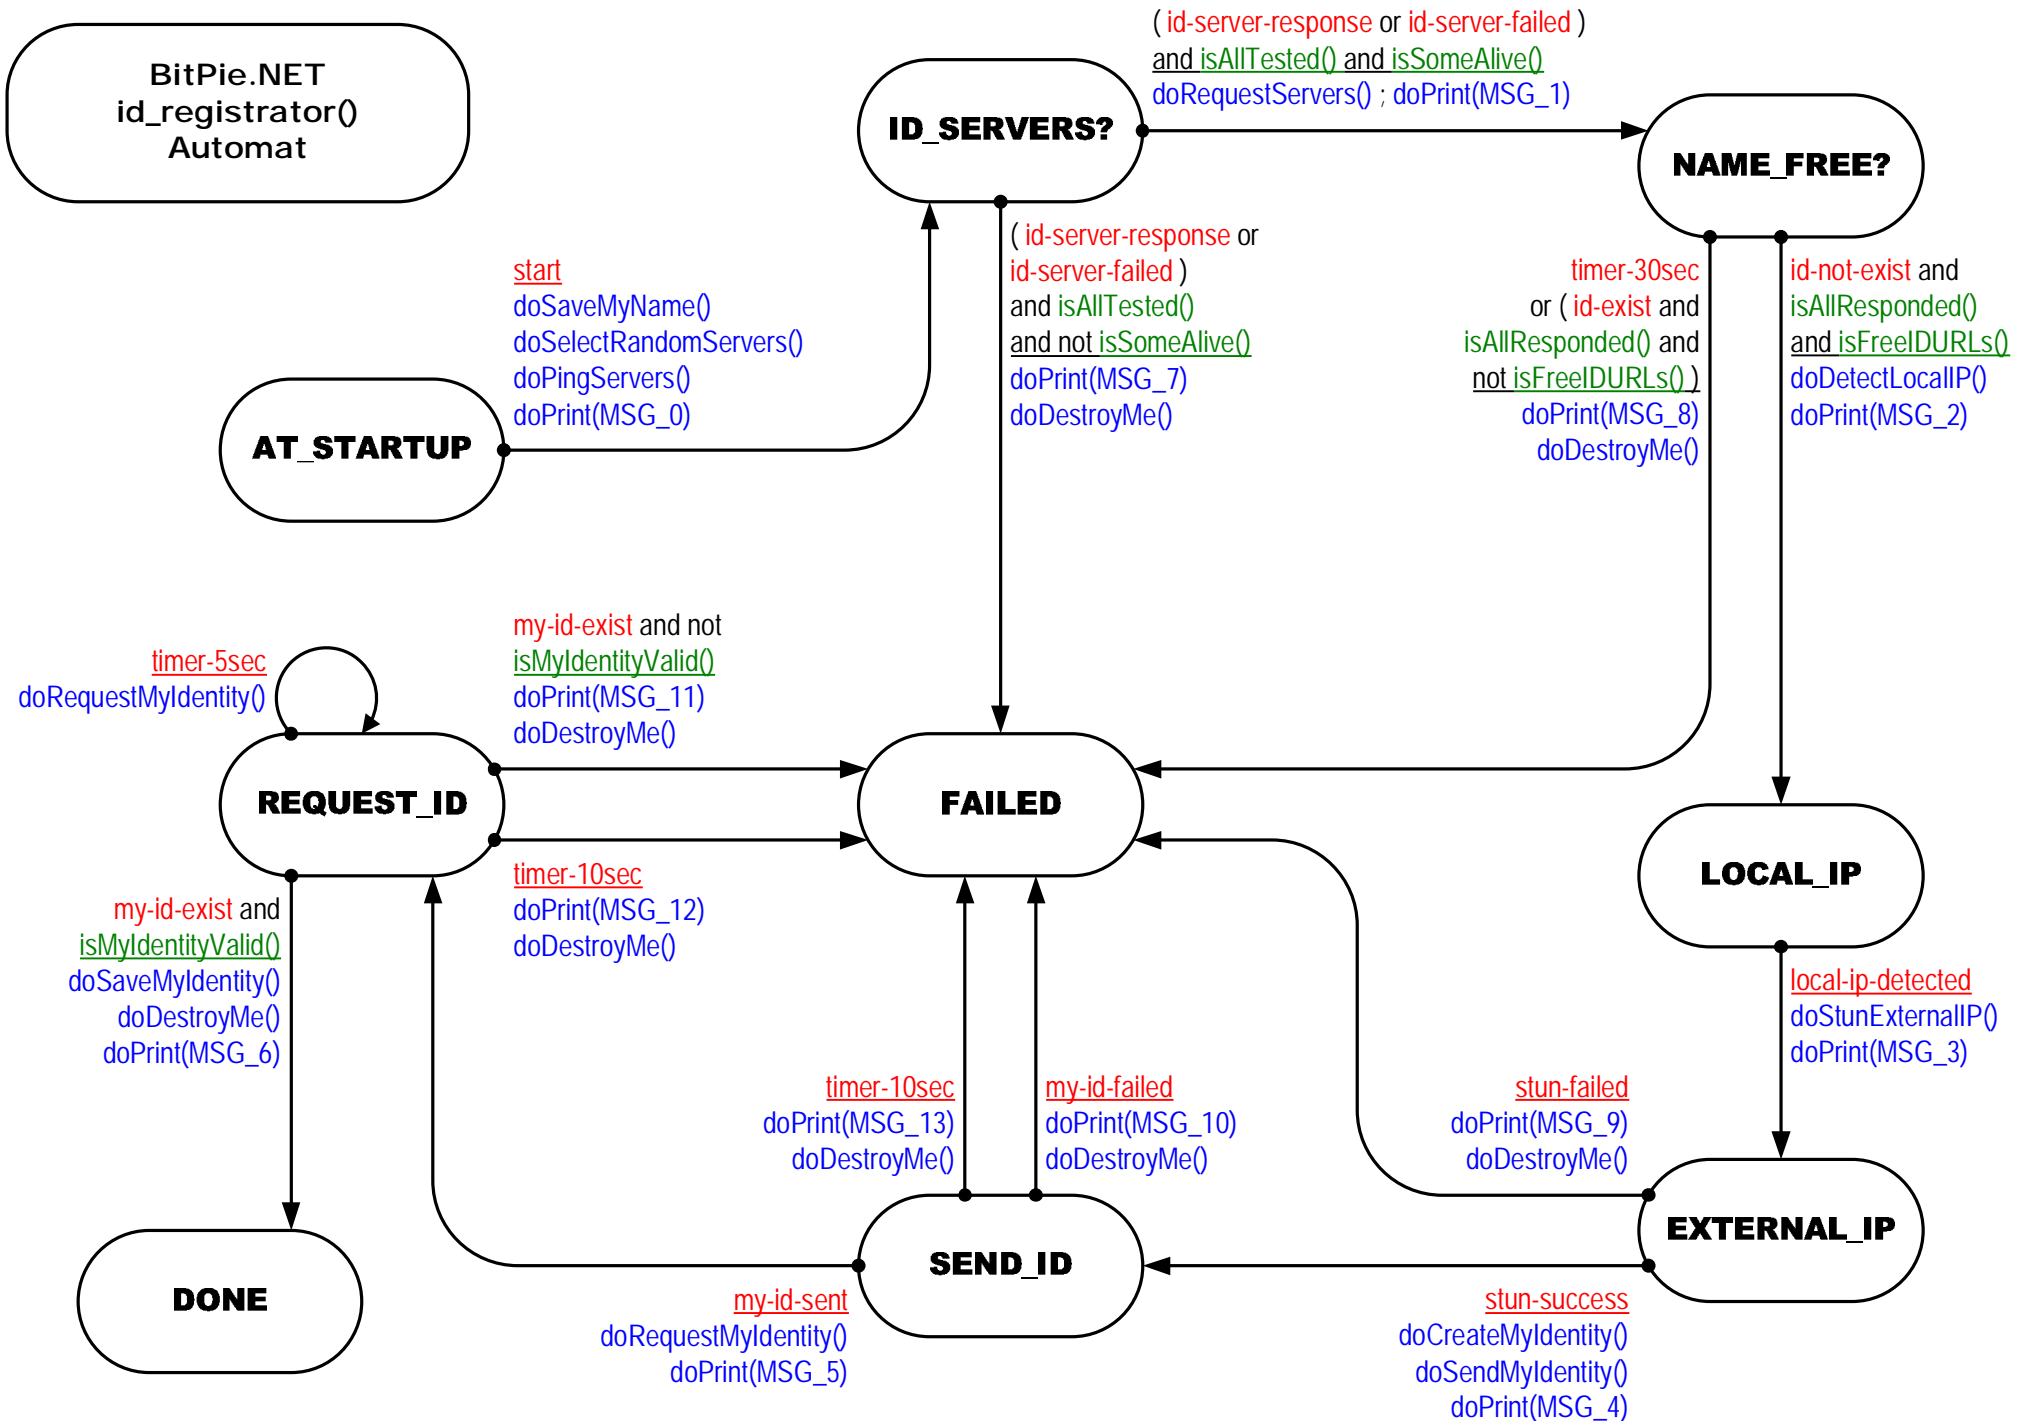 BitPie.NET
id_registrator()
Automat
( id-server-response or id-server-failed )
and isAllTested() and isSomeAlive()
doRequestServers() ; doPrint(MSG_1)
ID_SERVERS?
NAME_FREE?
start
doSaveMyName()
doSelectRandomServers()
doPingServers()
doPrint(MSG_0)
AT_STARTUP
( id-server-response or
id-server-failed )
and isAllTested()
and not isSomeAlive()
doPrint(MSG_7)
doDestroyMe()
timer-30sec
or ( id-exist and
isAllResponded() and
not isFreeIDURLs() )
doPrint(MSG_8)
doDestroyMe()
id-not-exist and
isAllResponded()
and isFreeIDURLs()
doDetectLocalIP()
doPrint(MSG_2)
timer-5sec
doRequestMyIdentity()
my-id-exist and not
isMyIdentityValid()
doPrint(MSG_11)
doDestroyMe()
REQUEST_ID
FAILED
LOCAL_IP
timer-10sec
doPrint(MSG_12)
doDestroyMe()
my-id-exist and
isMyIdentityValid()
doSaveMyIdentity()
doDestroyMe()
doPrint(MSG_6)
local-ip-detected
doStunExternalIP()
doPrint(MSG_3)
timer-10sec
doPrint(MSG_13)
doDestroyMe()
my-id-failed
doPrint(MSG_10)
doDestroyMe()
stun-failed
doPrint(MSG_9)
doDestroyMe()
EXTERNAL_IP
SEND_ID
DONE
my-id-sent
doRequestMyIdentity()
doPrint(MSG_5)
stun-success
doCreateMyIdentity()
doSendMyIdentity()
doPrint(MSG_4)